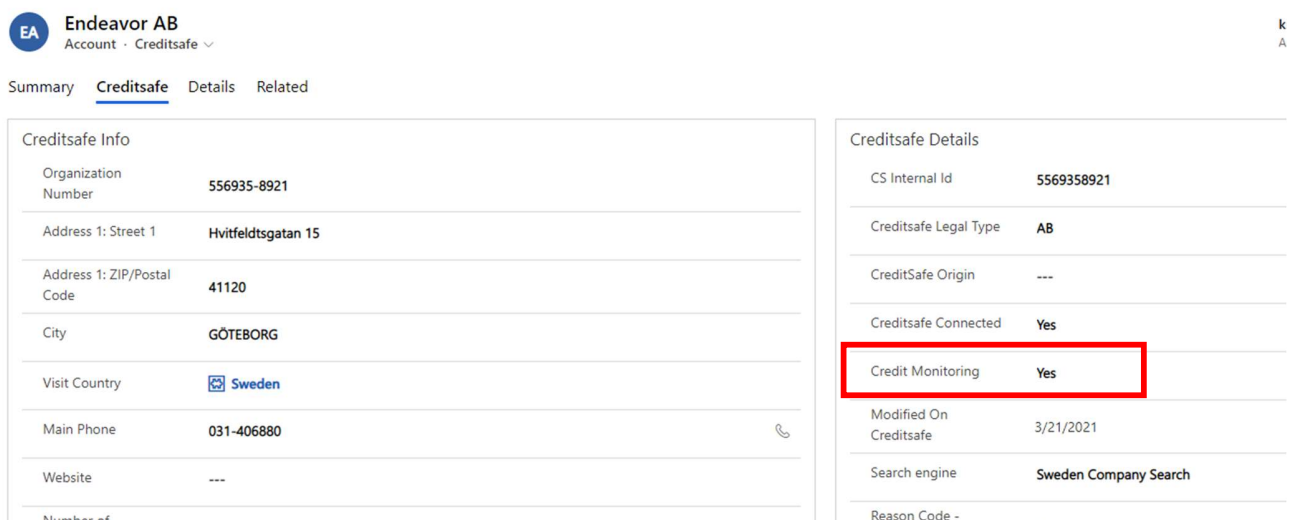 EA
Endeavor AB
Account · Creditsafe
k
A
Summary Creditsafe Details Related
Creditsafe Info
Organization
Number
556935-8921
Address 1: Street 1
Hvitfeldtsgatan 15
Address 1: ZIP/Postal
Code
41120
City
GÖTEBORG
Visit Country
Sweden
Main Phone
031-406880
Website
---
Number of
Creditsafe Details
CS Internal Id
5569358921
Creditsafe Legal Type
AB
CreditSafe Origin
---
Creditsafe Connected
Yes
Credit Monitoring
Yes
Modified On
Creditsafe
3/21/2021
Search engine
Sweden Company Search
Reason Code -